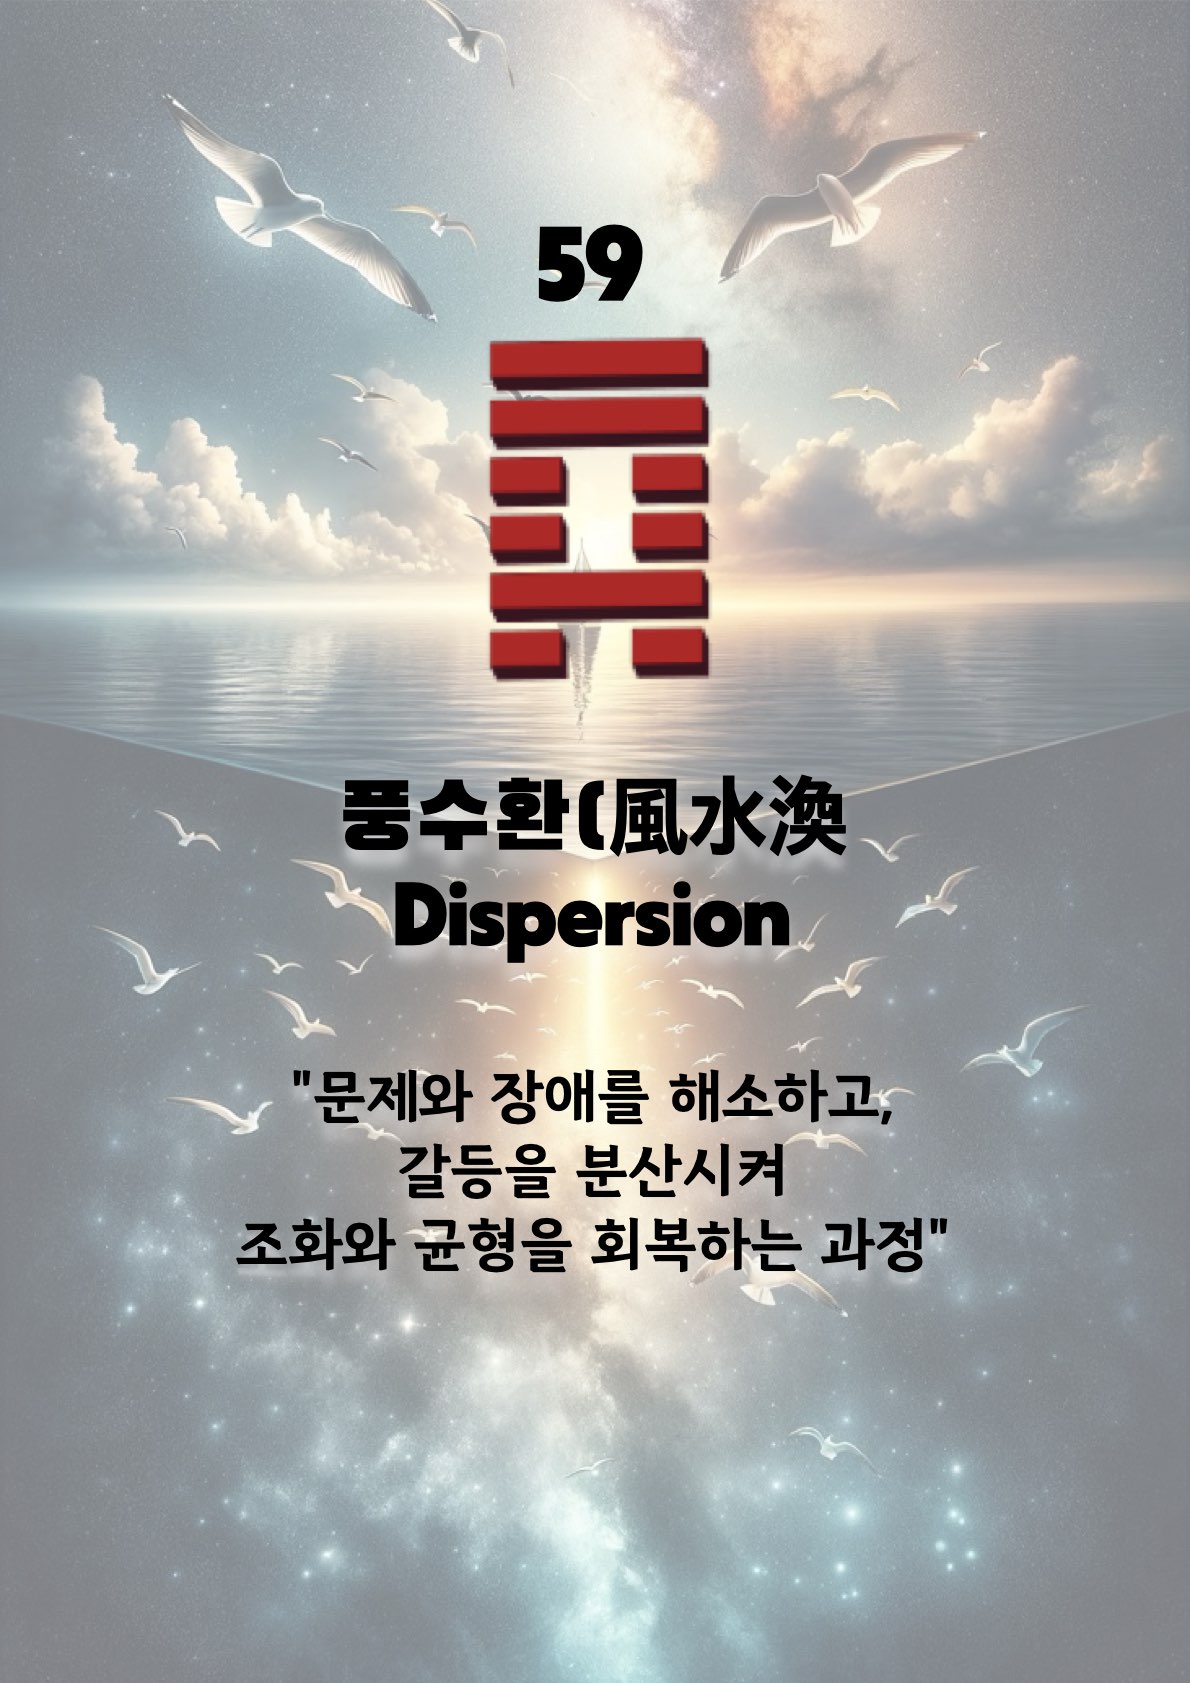 59
풍수환(風水渙
Dispersion
"문제와 장애를 해소하고,
갈등을 분산시켜
조화와 균형을 회복하는 과정"